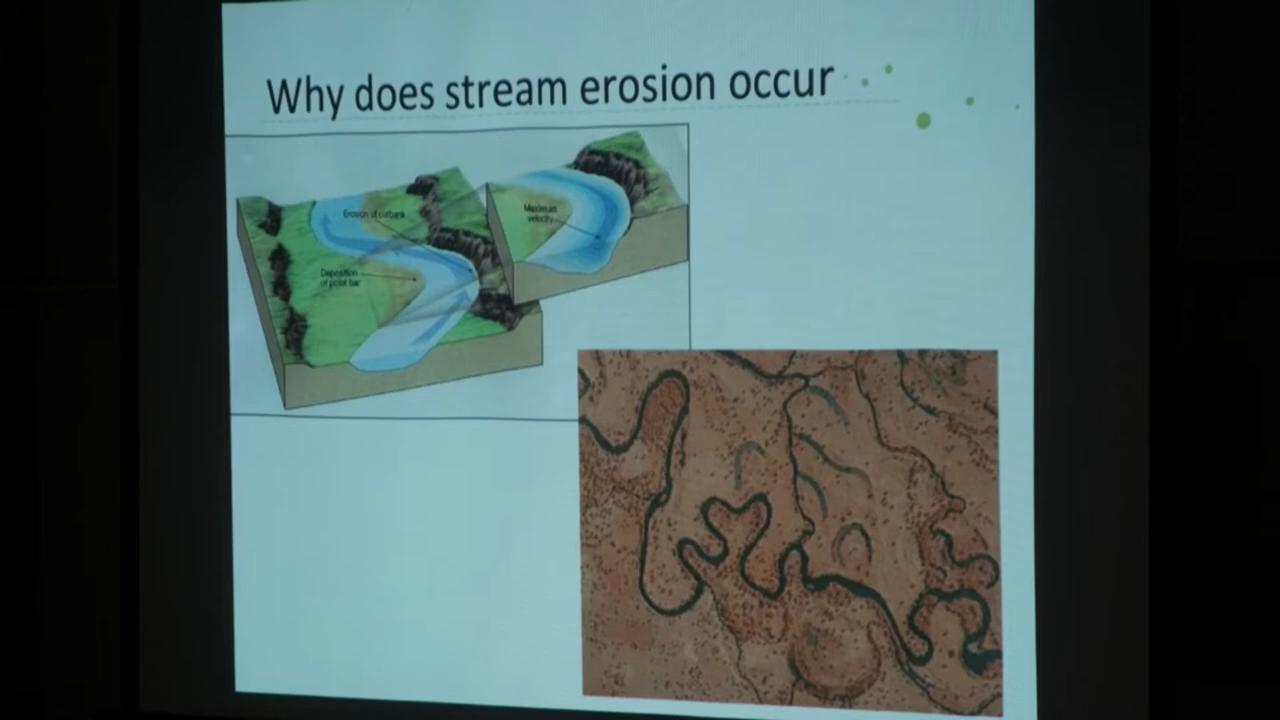 Why does stream erosion occur
Erosion of cutbank
Maximum
velocity
Deposition
of point bar